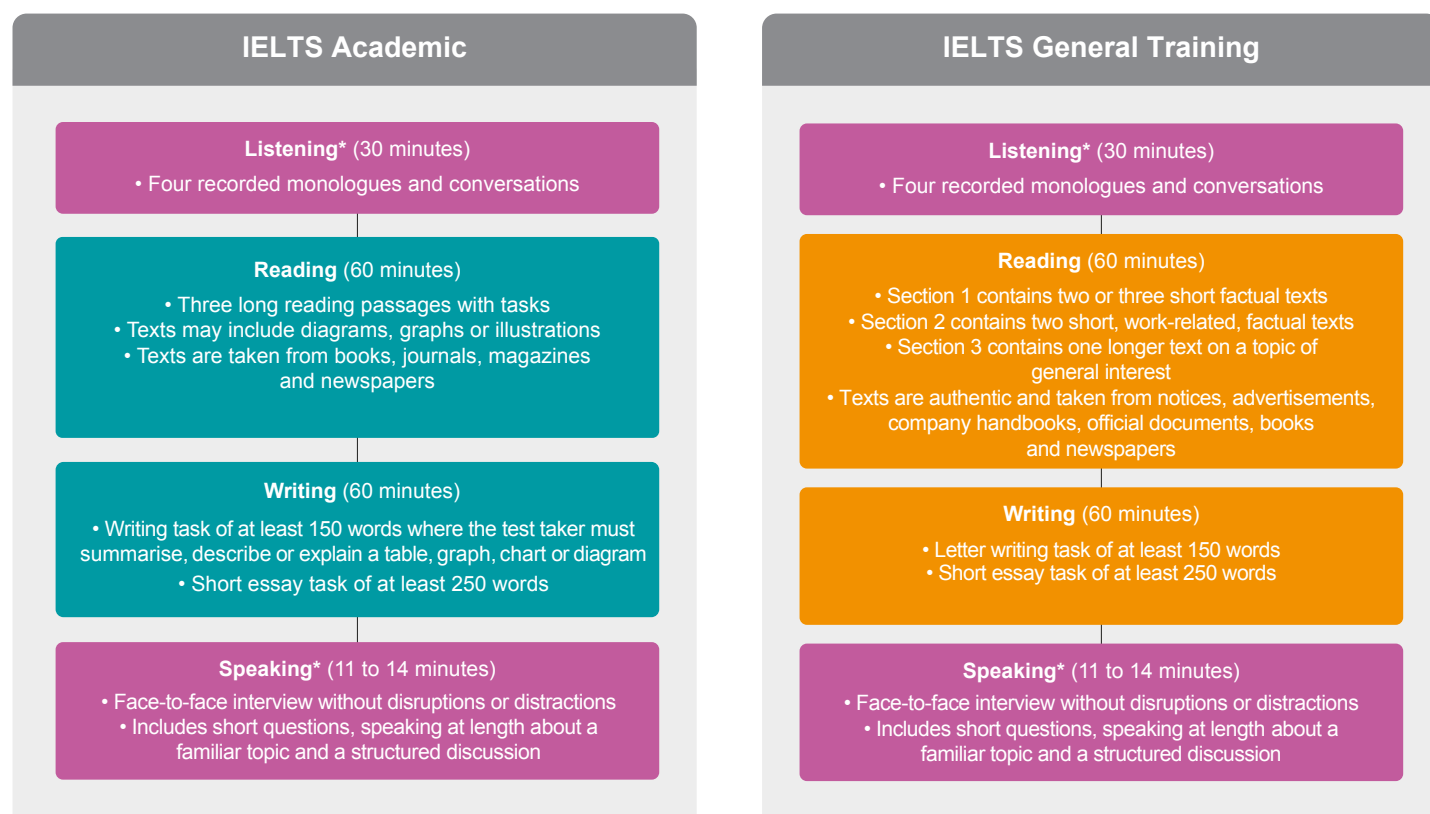 IELTS Academic
Listening* (30 minutes)
• Four recorded monologues and conversations
Reading (60 minutes)
• Three long reading passages with tasks
• Texts may include diagrams, graphs or illustrations
• Texts are taken from books, journals, magazines
and newspapers
Writing (60 minutes)
• Writing task of at least 150 words where the test taker must
summarise, describe or explain a table, graph, chart or diagram
• Short essay task of at least 250 words
Speaking* (11 to 14 minutes)
• Face-to-face interview without disruptions or distractions
• Includes short questions, speaking at length about a
familiar topic and a structured discussion
IELTS General Training
Listening* (30 minutes)
• Four recorded monologues and conversations
Reading (60 minutes)
• Section 1 contains two or three short factual texts
• Section 2 contains two short, work-related, factual texts
• Section 3 contains one longer text on a topic of
general interest
• Texts are authentic and taken from notices, advertisements,
company handbooks, official documents, books
and newspapers
Writing (60 minutes)
• Letter writing task of at least 150 words
• Short essay task of at least 250 words
Speaking* (11 to 14 minutes)
• Face-to-face interview without disruptions or distractions
• Includes short questions, speaking at length about a
familiar topic and a structured discussion